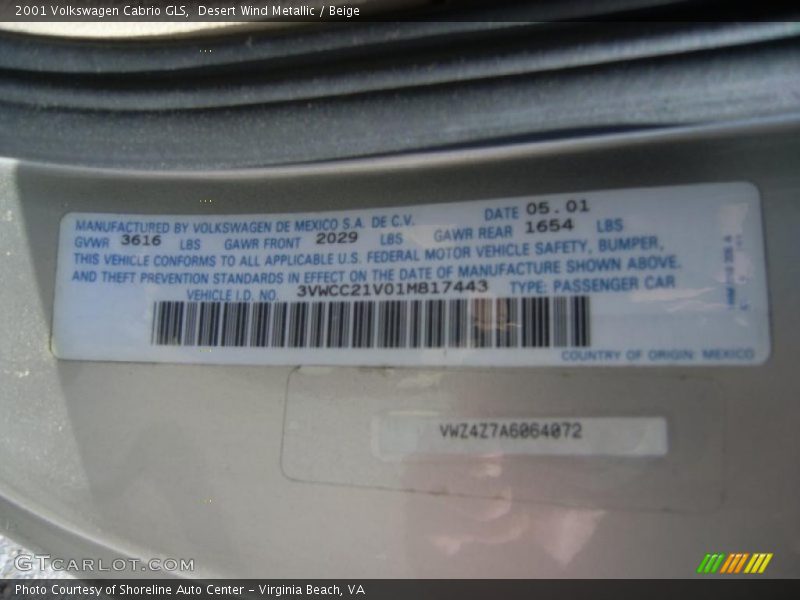 2001 Volkswagen Cabrio GLS, Desert Wind Metallic / Beige
MANUFACTURED BY VOLKSWAGEN DE MEXICO S.A. DE C.V. DATE 05.01
GVWR 3616 LBS GAWR FRONT 2029 LBS GAWR REAR 1654 LBS
THIS VEHICLE CONFORMS TO ALL APPLICABLE U.S. FEDERAL MOTOR VEHICLE SAFETY, BUMPER,
AND THEFT PREVENTION STANDARDS IN EFFECT ON THE DATE OF MANUFACTURE SHOWN ABOVE.
VEHICLE I.D. NO. 3VWCC21V01M817443 TYPE: PASSENGER CAR
COUNTRY OF ORIGIN: MEXICO
VWZ4Z7A6064072
GTCARLOT.COM
Photo Courtesy of Shoreline Auto Center - Virginia Beach, VA